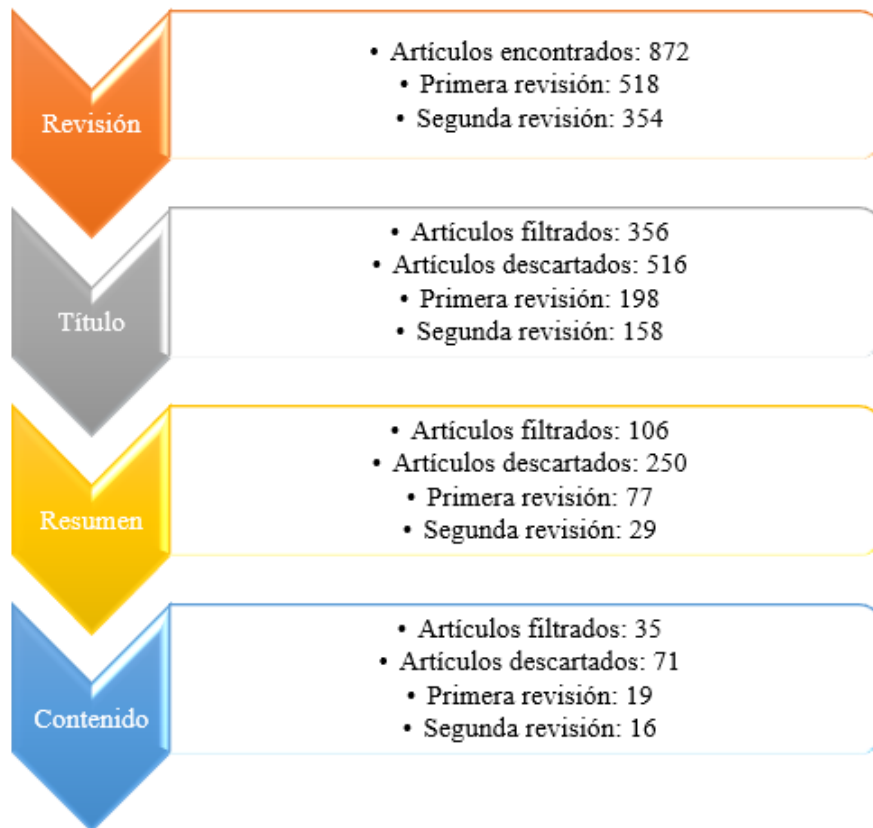 Revisión
• Artículos encontrados: 872
• Primera revisión: 518
• Segunda revisión: 354
Título
• Artículos filtrados: 356
• Artículos descartados: 516
• Primera revisión: 198
• Segunda revisión: 158
Resumen
• Artículos filtrados: 106
• Artículos descartados: 250
• Primera revisión: 77
• Segunda revisión: 29
Contenido
• Artículos filtrados: 35
• Artículos descartados: 71
• Primera revisión: 19
• Segunda revisión: 16